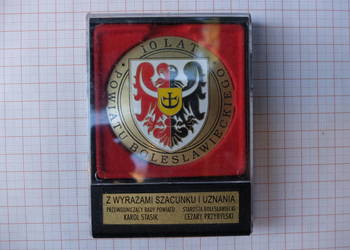 10 LAT
POWIATU BOLESŁAWIECKIEGO
Z WYRAZAMI SZACUNKU I UZNANIA
PRZEWODNICZĄCY RADY POWIATU STAROSTA BOLESŁAWIECKI
KAROL STASIK CEZARY PRZYBYLSKI